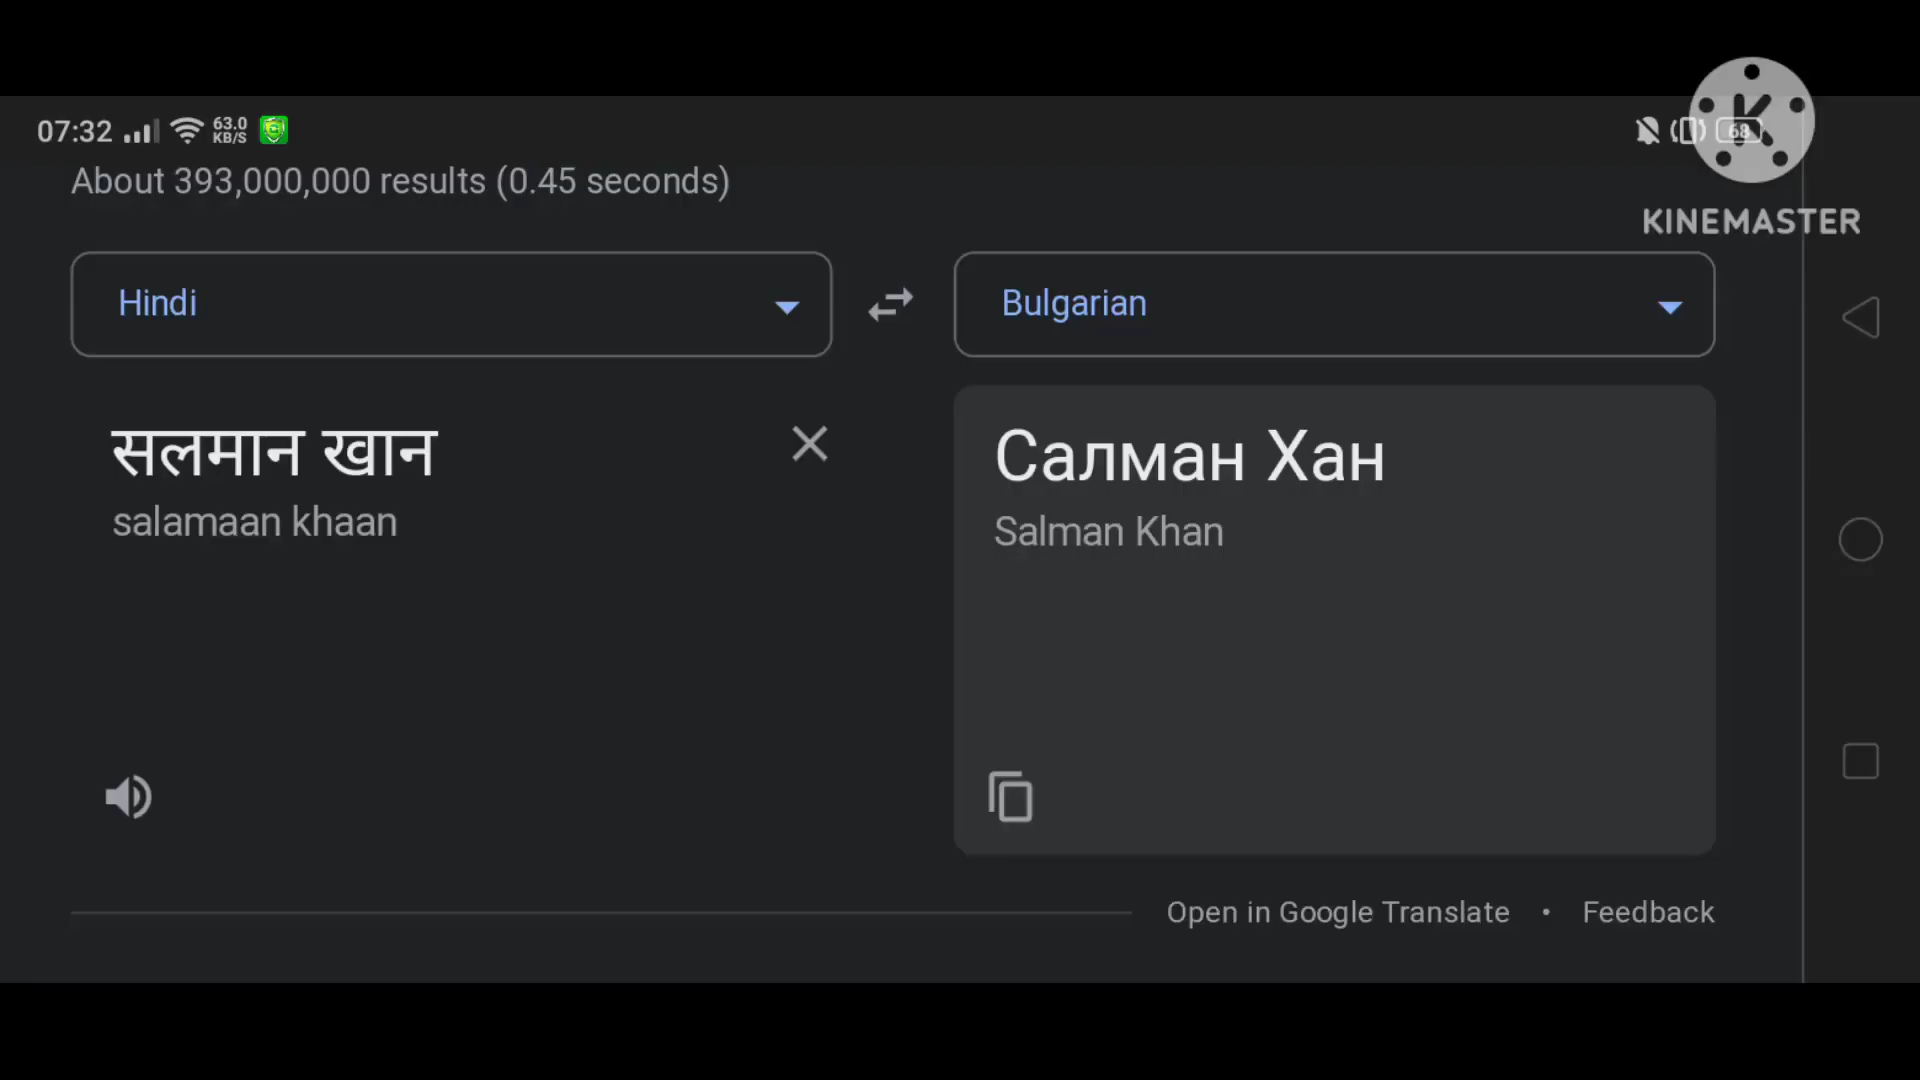 07:32
63.0
KB/S
68
KINEMASTER
About 393,000,000 results (0.45 seconds)
Hindi
Bulgarian
सलमान खान
salamaan khaan
Салман Хан
Salman Khan
Open in Google Translate • Feedback